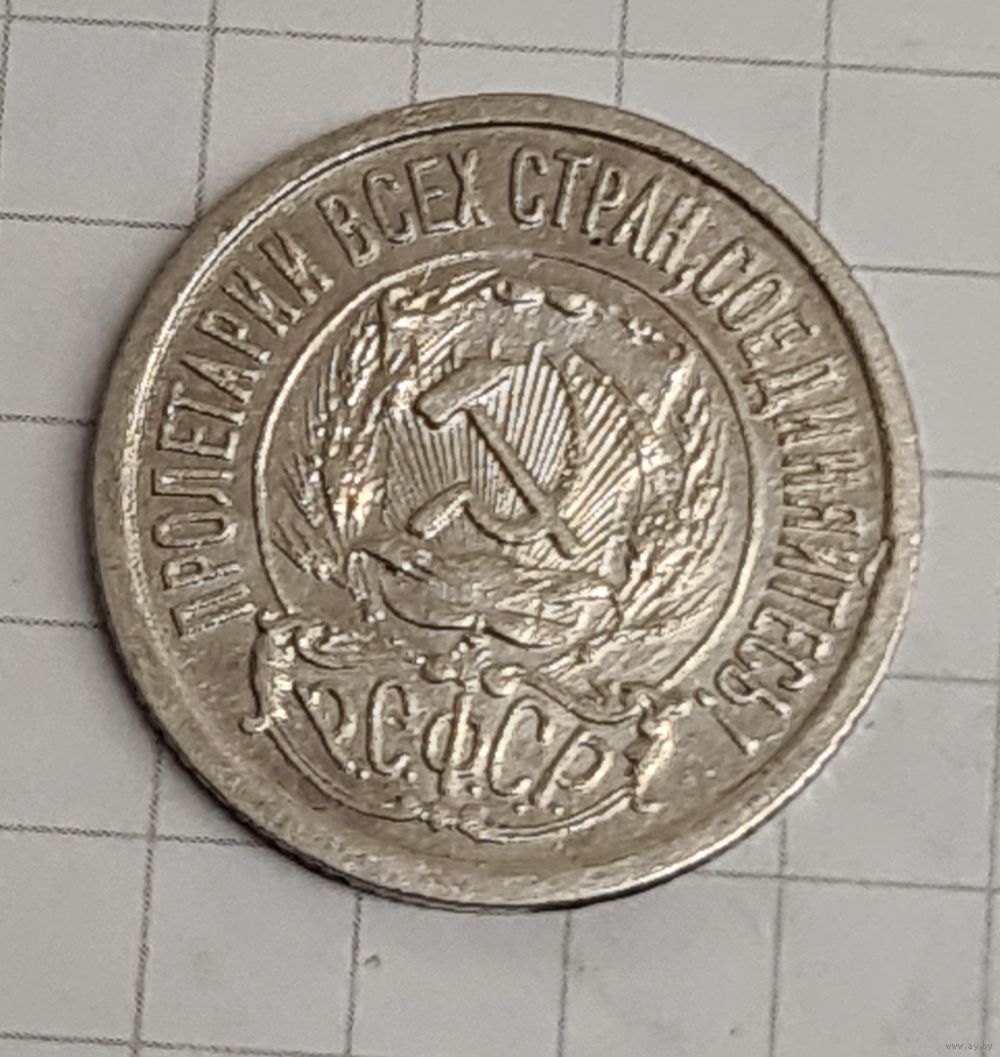 ПРОЛЕТАРИИ ВСЕХ СТРАН, СОЕДИНЯЙТЕСЬ!
Р.С.Ф.С.Р.
www.ay.by